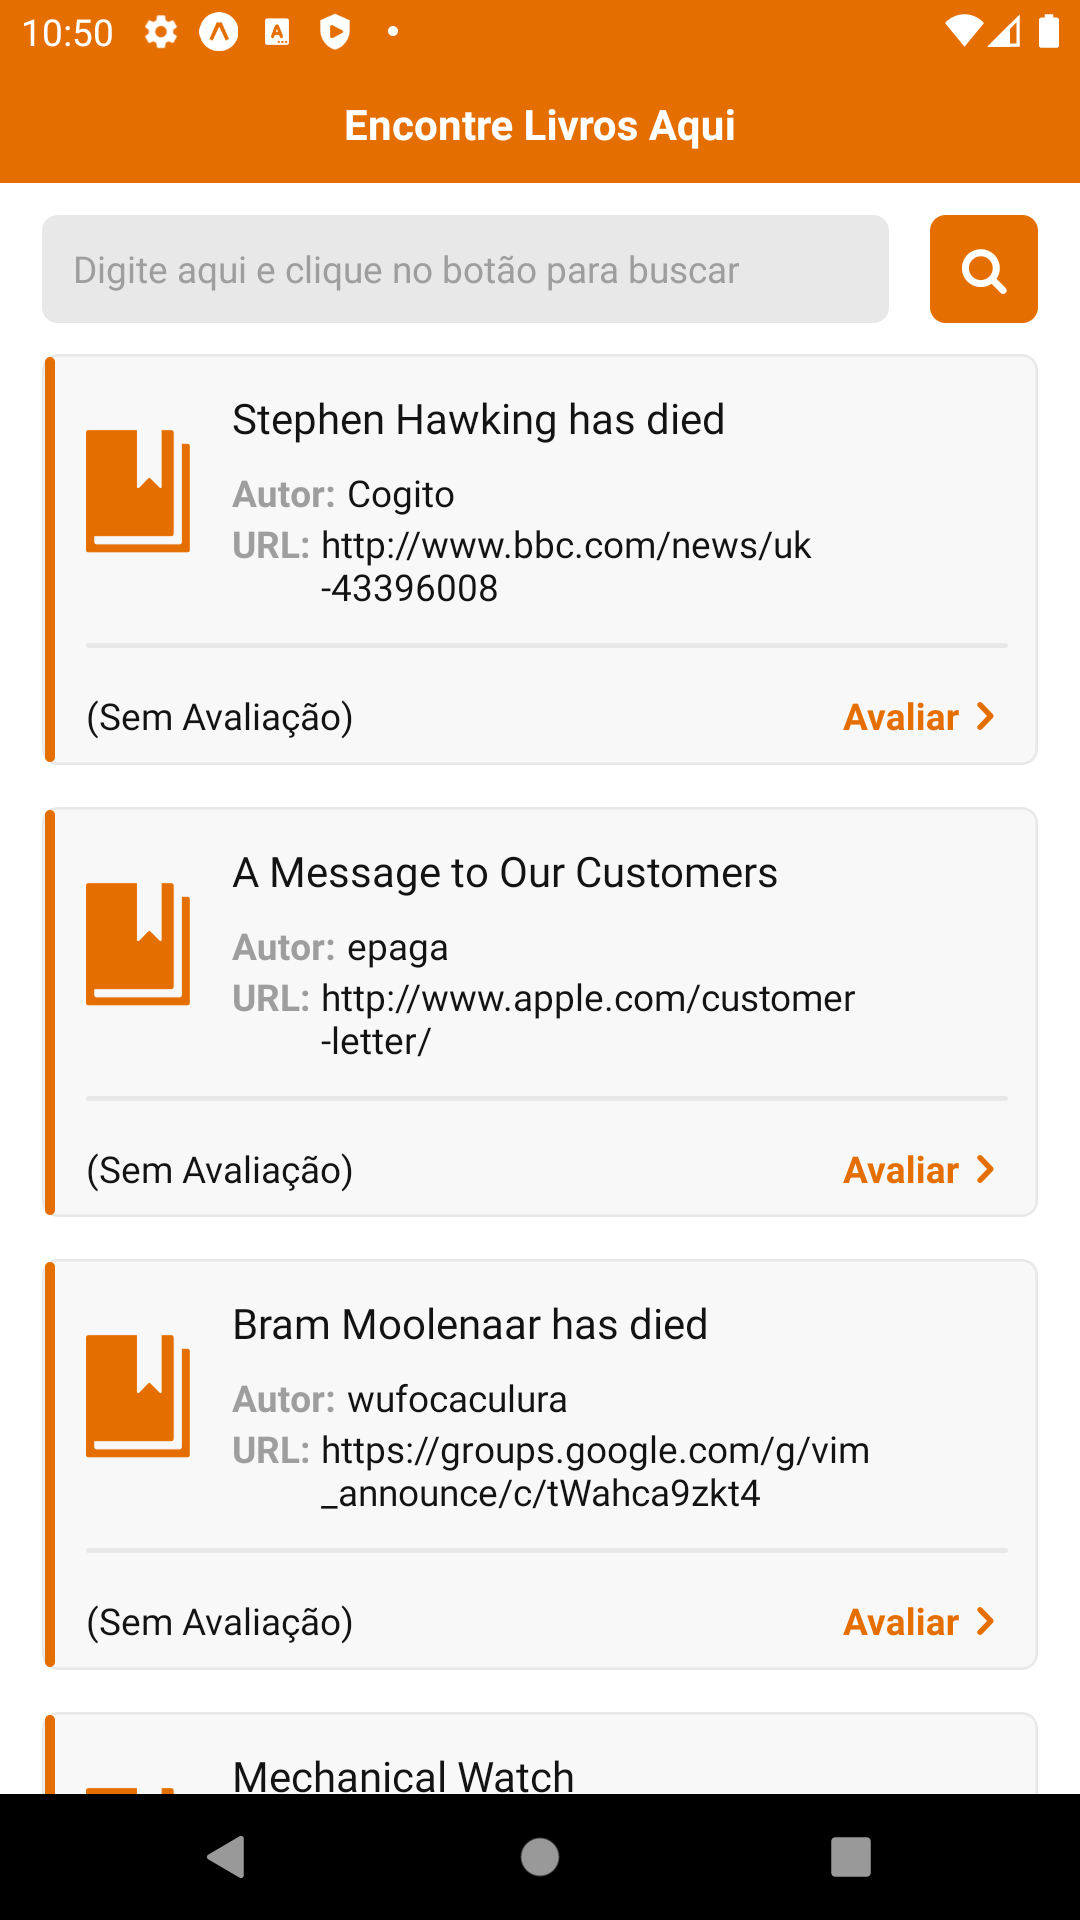 10:50
Encontre Livros Aqui
Digite aqui e clique no botão para buscar
Stephen Hawking has died
Autor: Cogito
URL: http://www.bbc.com/news/uk
-43396008
(Sem Avaliação) Avaliar
A Message to Our Customers
Autor: epaga
URL: http://www.apple.com/customer
-letter/
(Sem Avaliação) Avaliar
Bram Moolenaar has died
Autor: wufocaculura
URL: https://groups.google.com/g/vim
_announce/c/tWahca9zkt4
(Sem Avaliação) Avaliar
Mechanical Watch